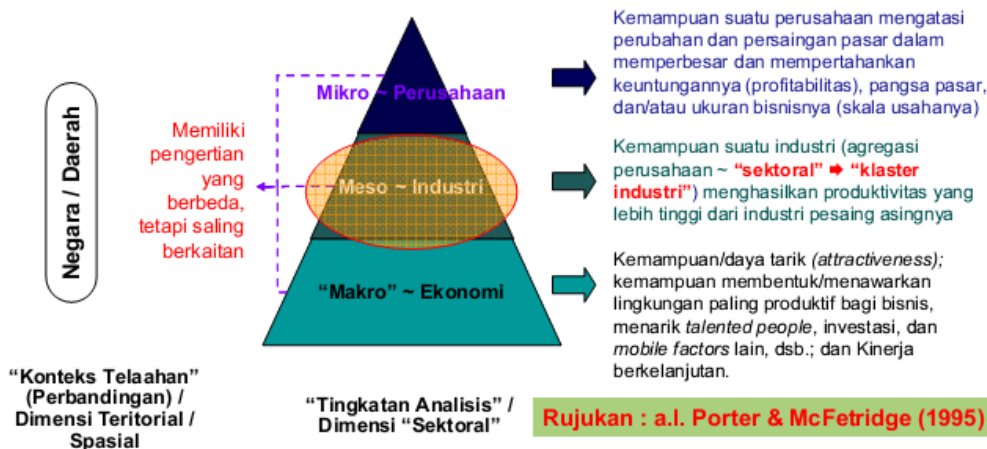 Negara / Daerah
"Konteks Telaahan"
(Perbandingan) /
Dimensi Teritorial /
Spasial
Memiliki
pengertian
yang
berbeda,
tetapi saling
berkaitan
Mikro ~ Perusahaan
Meso ~ Industri
"Makro" ~ Ekonomi
"Tingkatan Analisis" /
Dimensi "Sektoral"
Kemampuan suatu perusahaan mengatasi
perubahan dan persaingan pasar dalam
memperbesar dan mempertahankan
keuntungannya (profitabilitas), pangsa pasar,
dan/atau ukuran bisnisnya (skala usahanya)
Kemampuan suatu industri (agregasi
perusahaan ~ "sektoral" ➡ "klaster
industri") menghasilkan produktivitas yang
lebih tinggi dari industri pesaing asingnya
Kemampuan/daya tarik (attractiveness);
kemampuan membentuk/menawarkan
lingkungan paling produktif bagi bisnis,
menarik talented people, investasi, dan
mobile factors lain, dsb.; dan Kinerja
berkelanjutan.
Rujukan : a.l. Porter & McFetridge (1995)